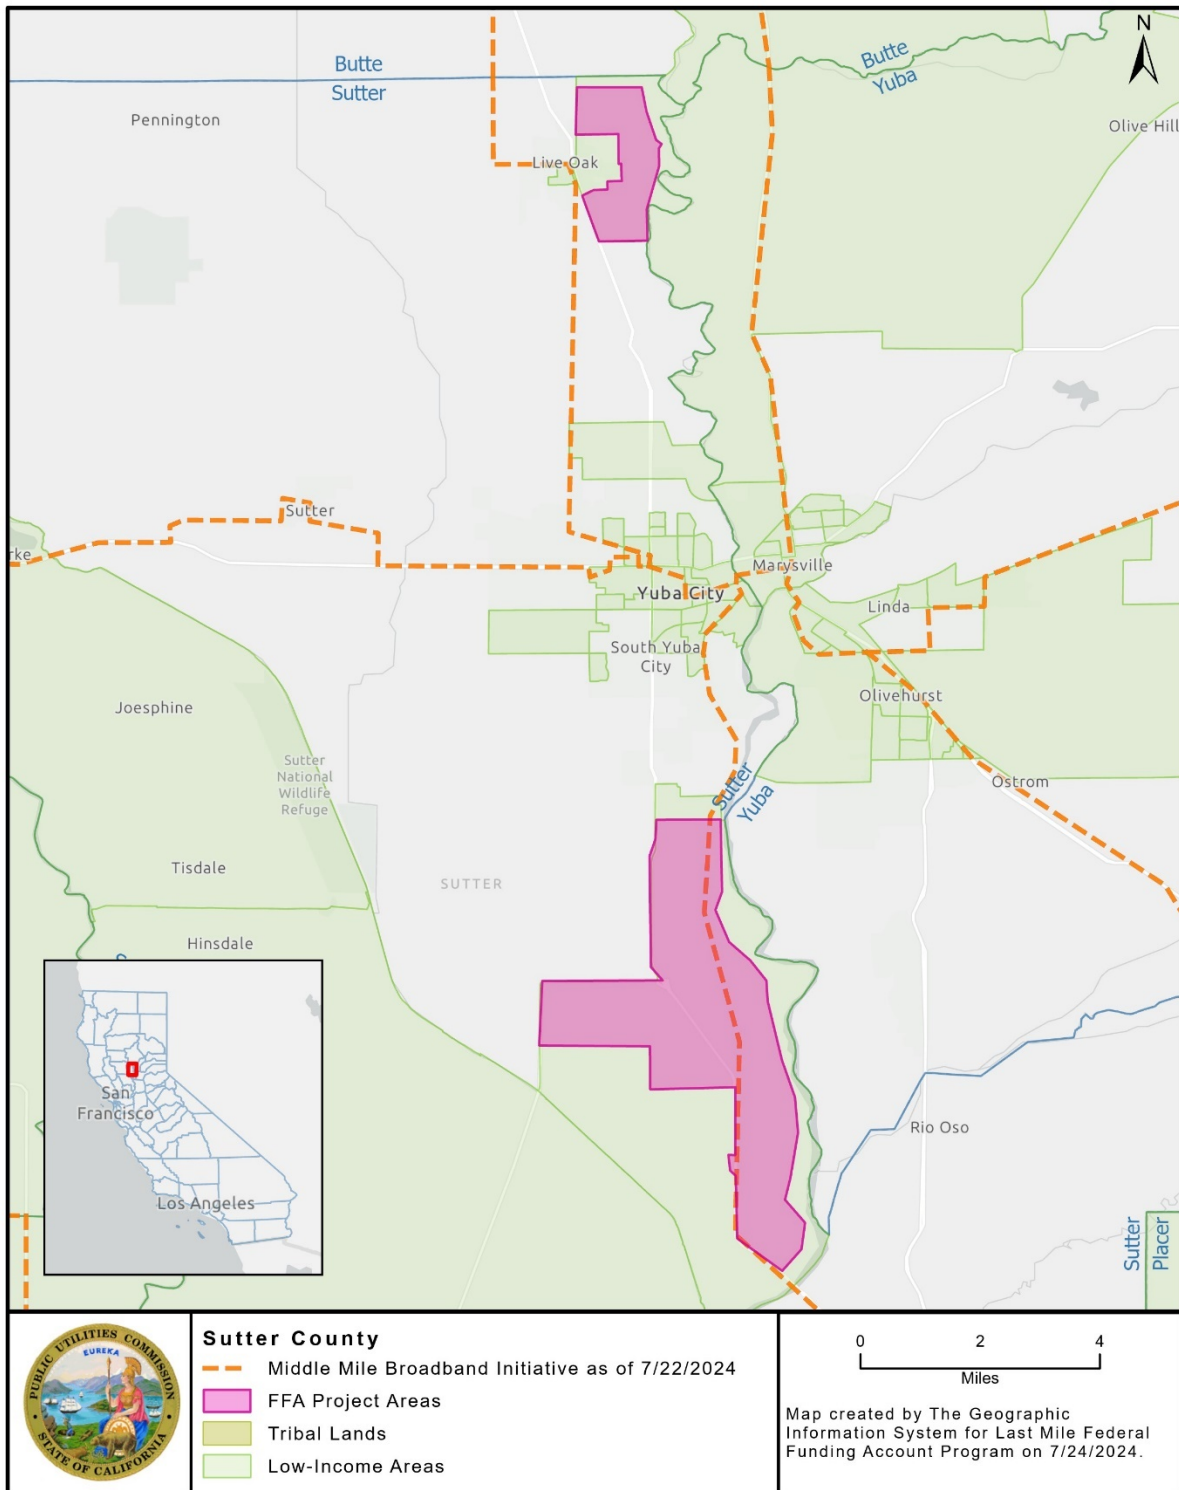 N
Butte
Sutter
Butte
Yuba
Pennington
Olive Hill
Live Oak
Sutter
rke
Marysville
Yuba City
Linda
South Yuba
City
Olivehurst
Joesphine
Sutter
National
Wildlife
Refuge
Ostrom
Sutter
Yuba
Tisdale
SUTTER
Hinsdale
San
Francisco
Los Angeles
Rio Oso
Sutter
Placer
PUBLIC UTILITIES COMMISSION
EUREKA
STATE OF CALIFORNIA
Sutter County
Middle Mile Broadband Initiative as of 7/22/2024
FFA Project Areas
Tribal Lands
Low-Income Areas
0 2 4
Miles
Map created by The Geographic
Information System for Last Mile Federal
Funding Account Program on 7/24/2024.